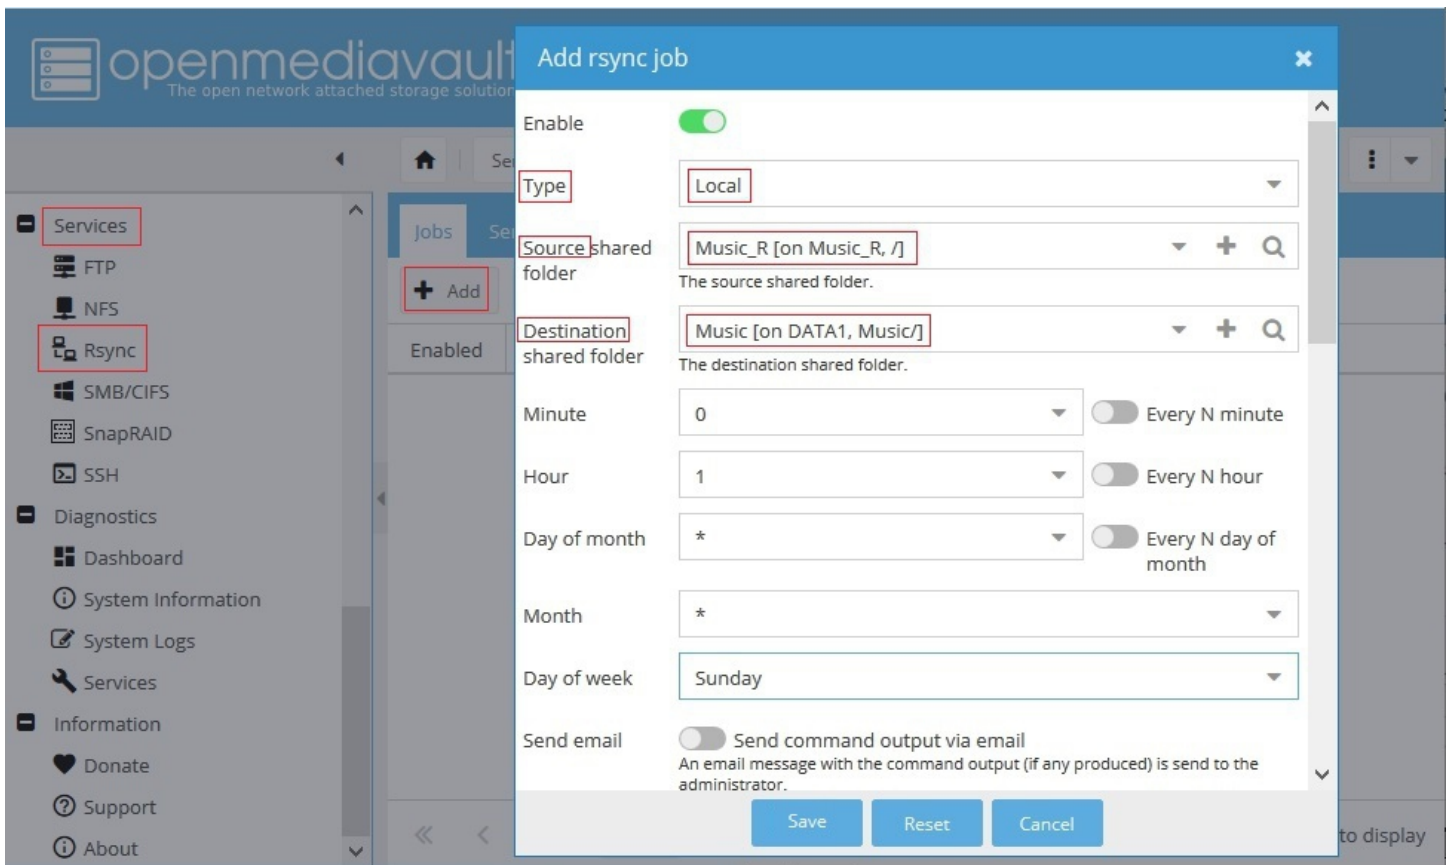 openmediavault
The open network attached storage solution
Add rsync job
Enable
Type
Local
Source shared
folder
Music_R [on Music_R, /]
The source shared folder.
Destination
shared folder
Music [on DATA1, Music/]
The destination shared folder.
Minute
0
Every N minute
Hour
1
Every N hour
Day of month
*
Every N day of
month
Month
*
Day of week
Sunday
Send email
Send command output via email
An email message with the command output (if any produced) is send to the
administrator.
Save
Reset
Cancel
Se
Jobs
Se
Add
Enabled
to display
Services
FTP
NFS
Rsync
SMB/CIFS
SnapRAID
SSH
Diagnostics
Dashboard
System Information
System Logs
Services
Information
Donate
Support
About